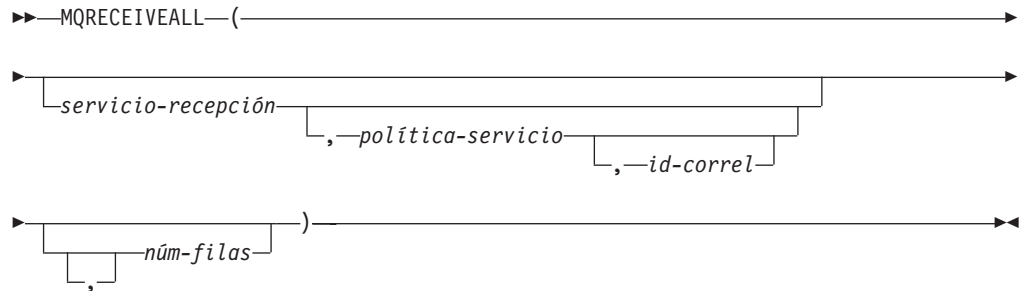 MQRECEIVEALL (
servicio-recepción
, política-servicio
, id-correl
)
núm-filas
,